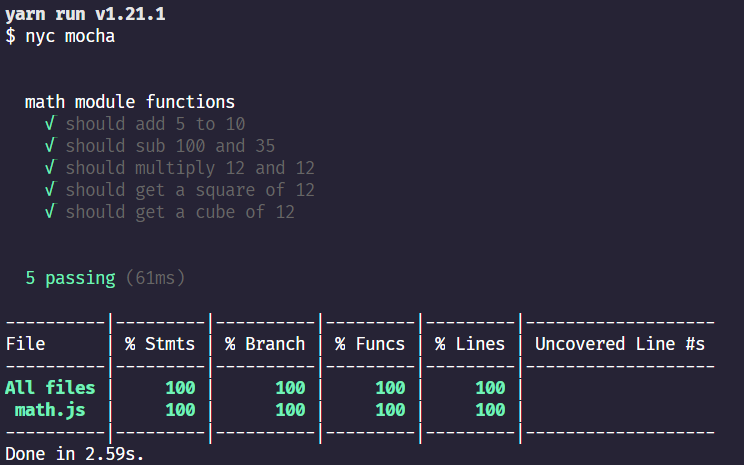 yarn run v1.21.1
$ nyc mocha
math module functions
√ should add 5 to 10
√ should sub 100 and 35
√ should multiply 12 and 12
√ should get a square of 12
√ should get a cube of 12
5 passing (61ms)
----------|---------|----------|---------|---------|-------------------
File      | % Stmts | % Branch | % Funcs | % Lines | Uncovered Line #s
----------|---------|----------|---------|---------|-------------------
All files |     100 |      100 |     100 |     100 |
 math.js  |     100 |      100 |     100 |     100 |
----------|---------|----------|---------|---------|-------------------
Done in 2.59s.